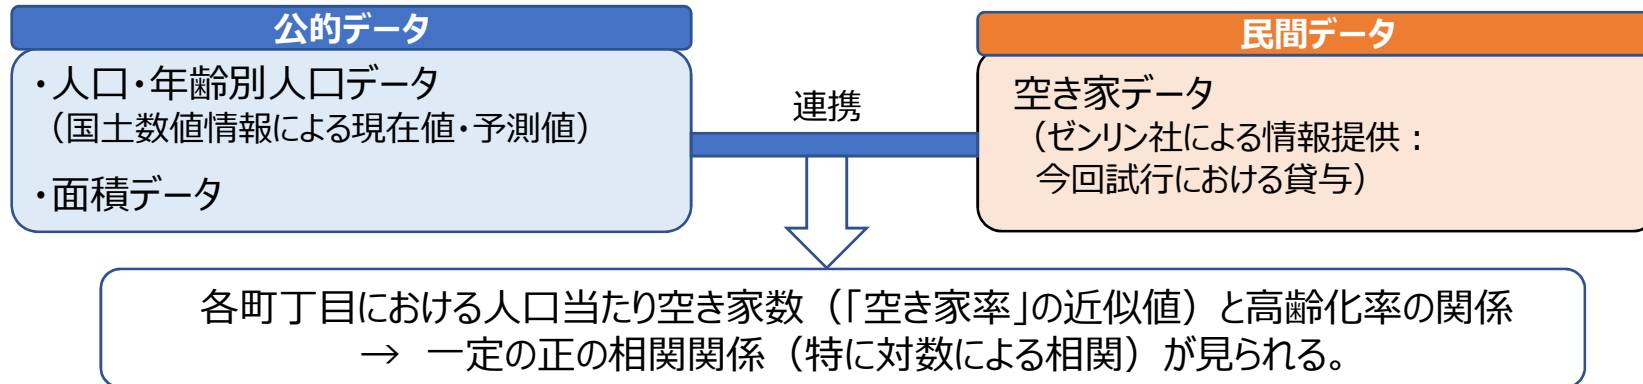 公的データ
・人口・年齢別人口データ
（国土数値情報による現在値・予測値）
・面積データ
連携
民間データ
空き家データ
（ゼンリン社による情報提供：
今回試行における貸与）
各町丁目における人口当たり空き家数（「空き家率」の近似値）と高齢化率の関係
→ 一定の正の相関関係（特に対数による相関）が見られる。